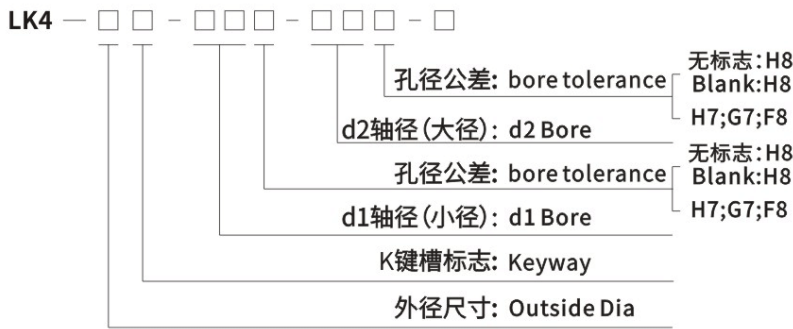 LK4 — □ □ - □ □ □ - □ □ □ - □
无标志:H8
孔径公差: bore tolerance
Blank:H8
H7;G7;F8
d2轴径(大径): d2 Bore
无标志:H8
孔径公差: bore tolerance
Blank:H8
H7;G7;F8
d1轴径(小径): d1 Bore
K键槽标志: Keyway
外径尺寸: Outside Dia